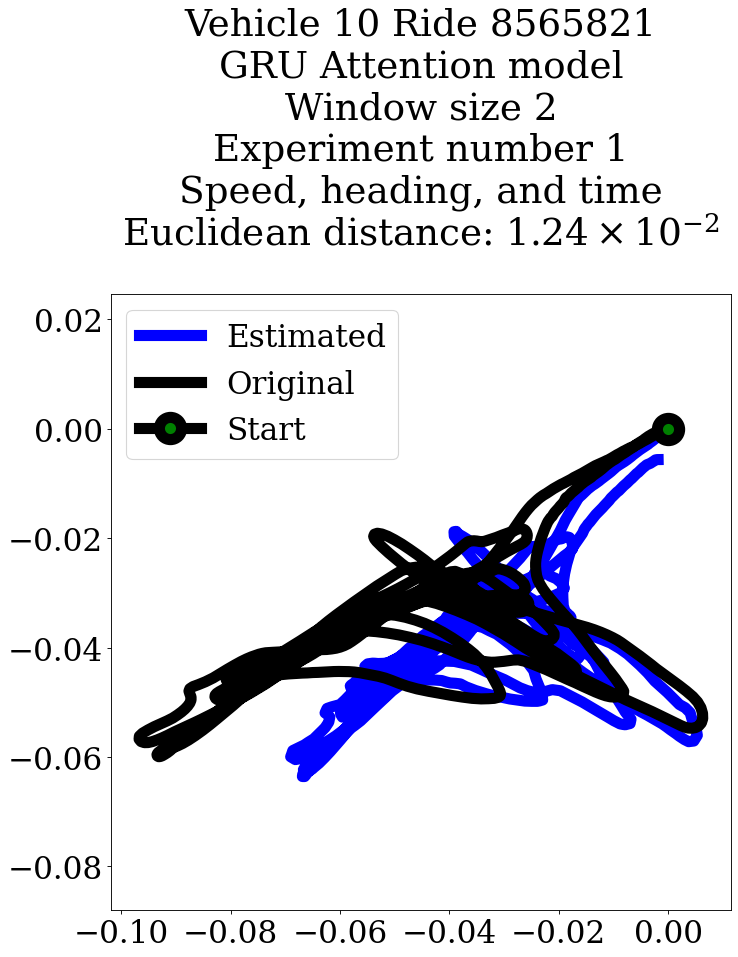 Vehicle 10 Ride 8565821
GRU Attention model
Window size 2
Experiment number 1
Speed, heading, and time
Euclidean distance: 1.24 × 10⁻²
Estimated
Original
Start
0.02
0.00
−0.02
−0.04
−0.06
−0.08
−0.10 −0.08 −0.06 −0.04 −0.02 0.00